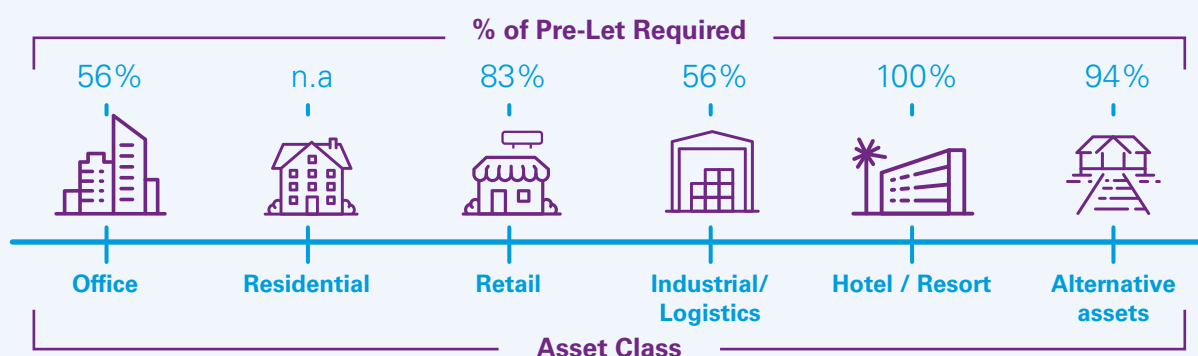 % of Pre-Let Required
56%
n.a
83%
56%
100%
94%
Office
Residential
Retail
Industrial/
Logistics
Hotel / Resort
Alternative
assets
Asset Class